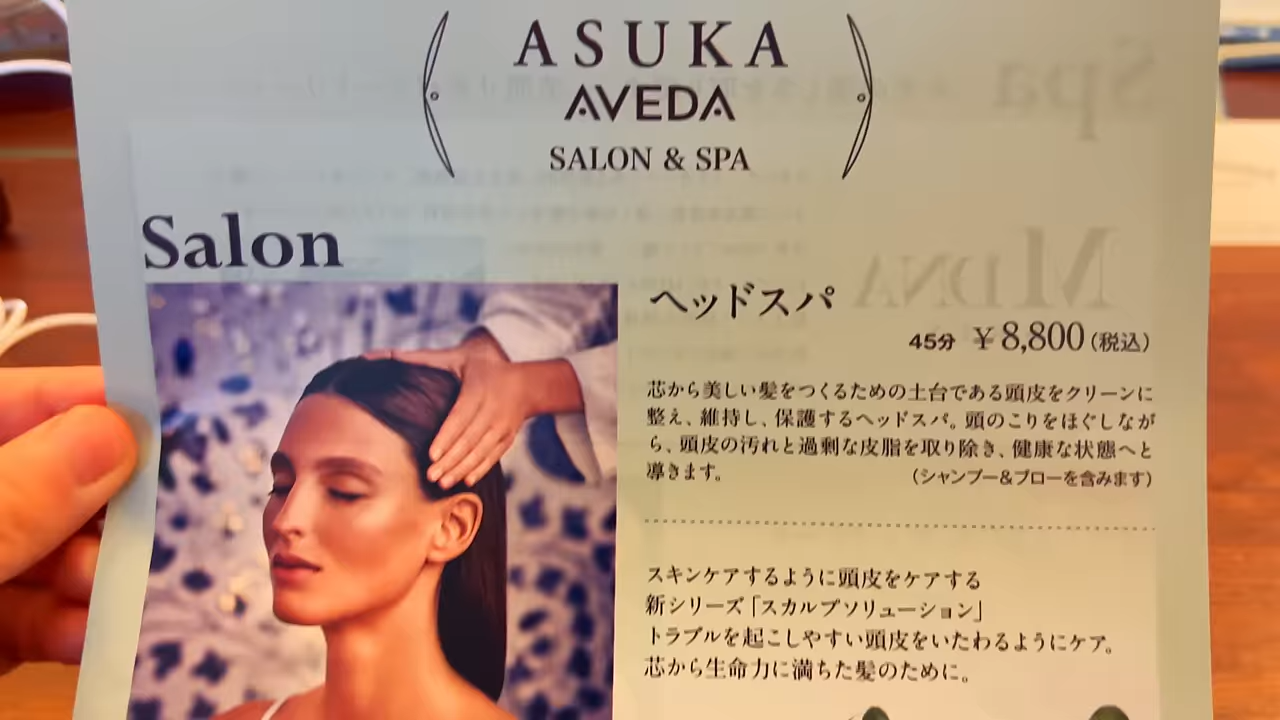 ASUKA
AVEDA
SALON & SPA
Salon
ヘッドスパ
45分 ¥8,800(税込)
芯から美しい髪をつくるための土台である頭皮をクリーンに
整え、維持し、保護するヘッドスパ。頭のこりをほぐしなが
ら、頭皮の汚れと過剰な皮脂を取り除き、健康な状態へと
導きます。 (シャンプー&ブローを含みます)
スキンケアするように頭皮をケアする
新シリーズ「スカルプソリューション」
トラブルを起こしやすい頭皮をいたわるようにケア。
芯から生命力に満ちた髪のために。
Spa
MDNA